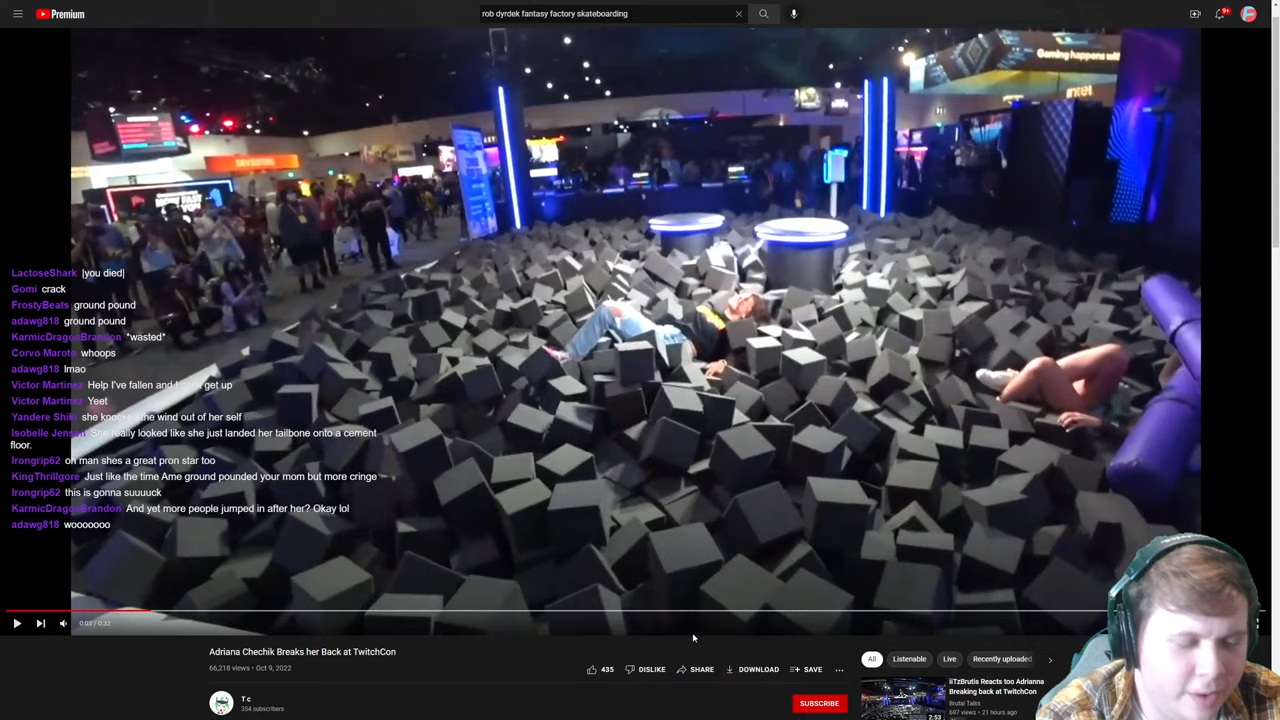 Premium
rob dyrdek fantasy factory skateboarding
9+
Gaming happens wit
intel
LactoseShark |you died|
Gomi crack
FrostyBeats ground pound
adawg818 ground pound
KarmicDragonBrandon *wasted*
Corvo Maroto whoops
adawg818 lmao
Victor Martinez Help I've fallen and I can't get up
Victor Martinez Yeet
Yandere Shiki she knocked the wind out of her self
Isobelle Jensen She really looked like she just landed her tailbone onto a cement
floor.
Irongrip62 oh man shes a great pron star too
KingThrillgore Just like the time Ame ground pounded your mom but more cringe
Irongrip62 this is gonna suuuuck
KarmicDragonBrandon And yet more people jumped in after her? Okay lol
adawg818 wooooooo
0:03 / 0:32
Adriana Chechik Breaks her Back at TwitchCon
66,218 views • Oct 9, 2022
435
DISLIKE
SHARE
DOWNLOAD
SAVE
T c
354 subscribers
SUBSCRIBE
All
Listenable
Live
Recently uploaded
iiTzBrutis Reacts too Adrianna
Breaking back at TwitchCon
Brutal Talks
697 views • 21 hours ago
2:53